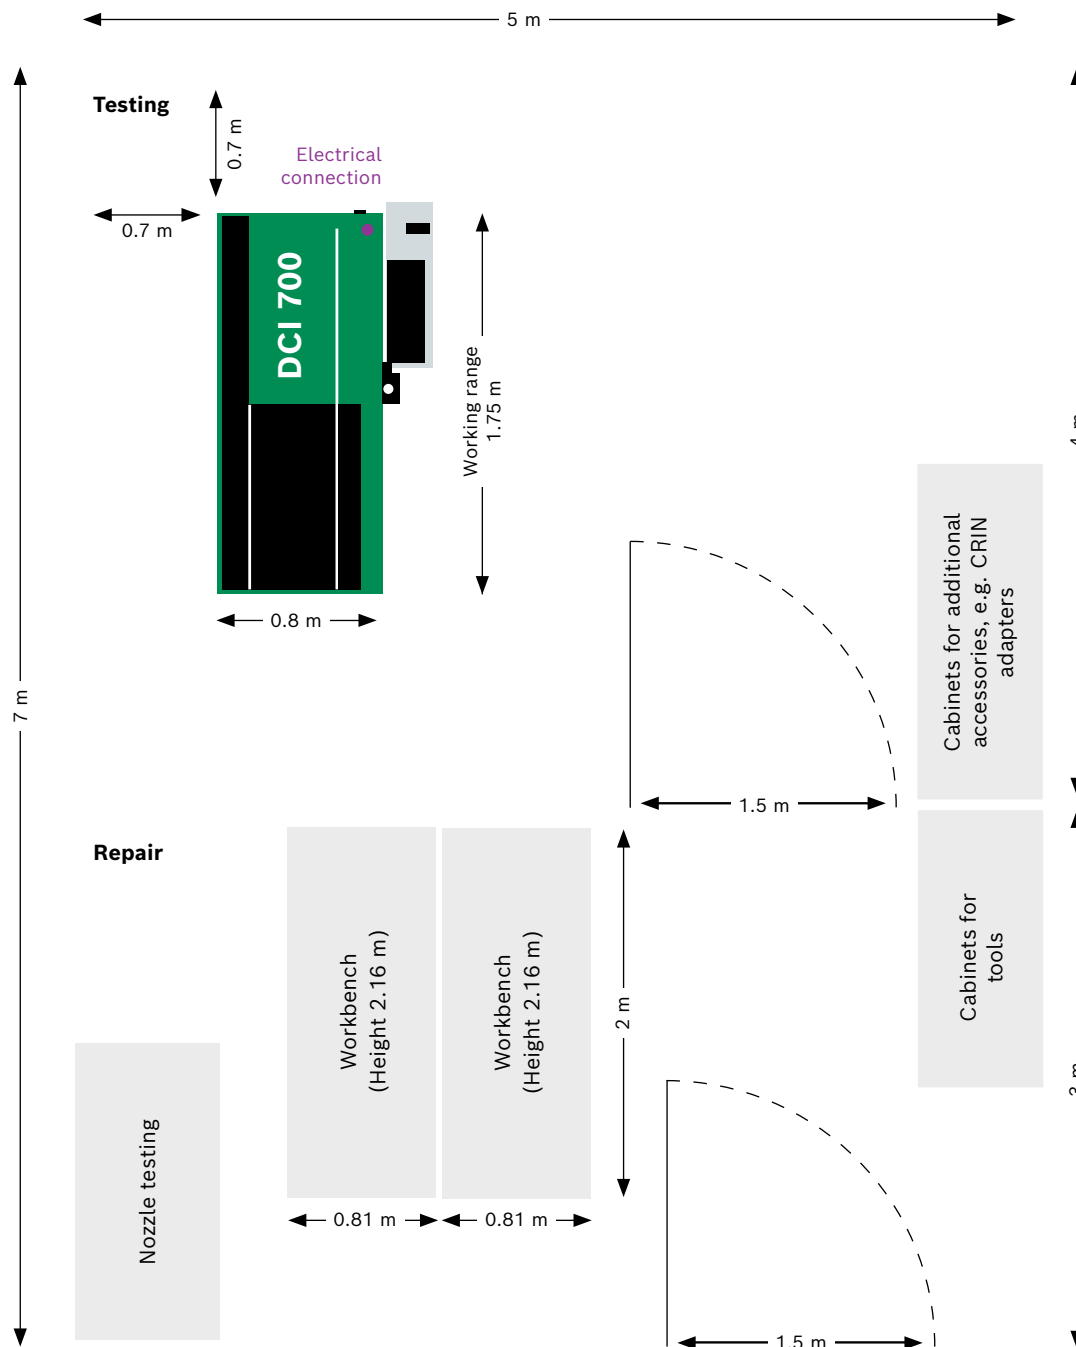 5 m
Testing
0.7 m
Electrical
connection
0.7 m
DCI 700
Working range
1.75 m
0.8 m
7 m
4 m
Cabinets for additional
accessories, e.g. CRIN
adapters
1.5 m
Repair
Workbench
(Height 2.16 m)
Workbench
(Height 2.16 m)
2 m
Cabinets for
tools
3 m
Nozzle testing
0.81 m
0.81 m
1.5 m